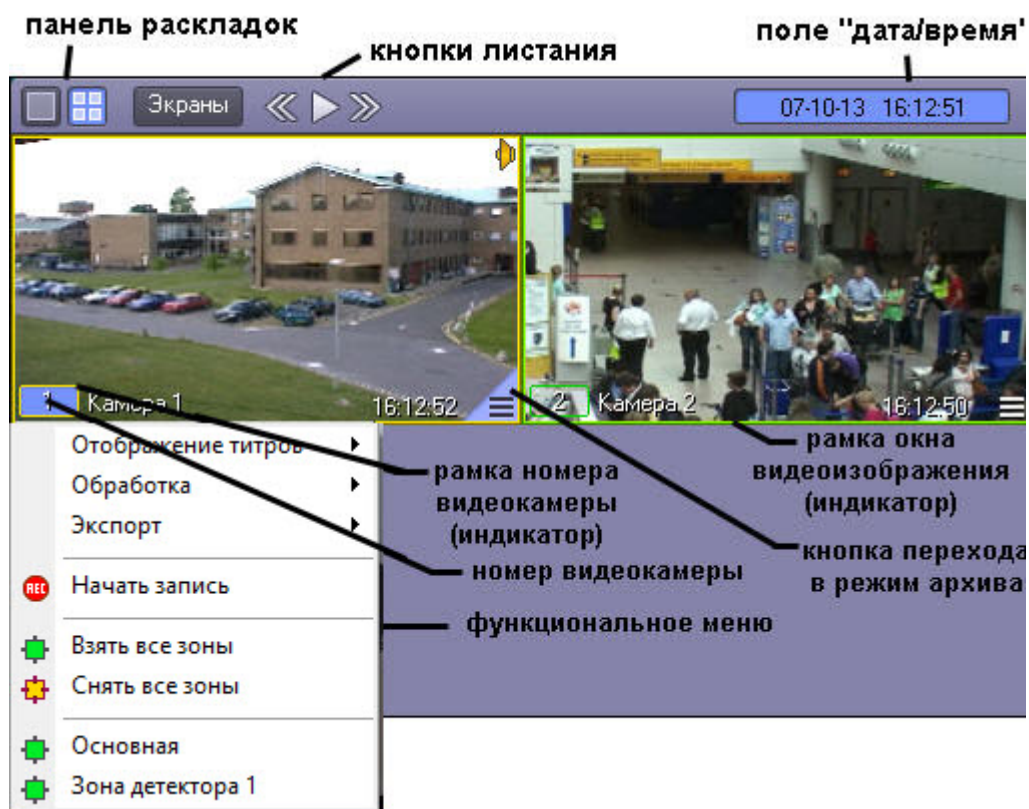 панель раскладок
кнопки листания
поле "дата/время"
Экраны
07-10-13 16:12:51
1 Камера 1 16:12:52
2 Камера 2 16:12:50
Отображение титров
Обработка
Экспорт
REC Начать запись
Взять все зоны
Снять все зоны
Основная
Зона детектора 1
рамка номера
видеокамеры
(индикатор)
номер видеокамеры
функциональное меню
рамка окна
видеоизображения
(индикатор)
кнопка перехода
в режим архива